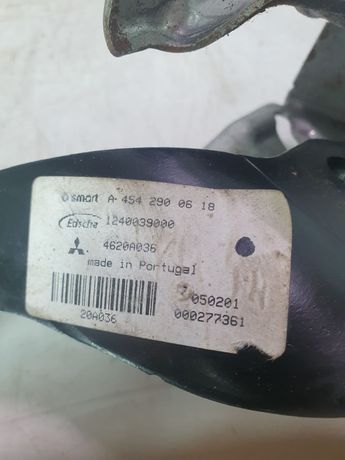 smart A 454 290 06 18
Edscha 1240039000
4620A036
made in Portugal
050201
20A036 000277361